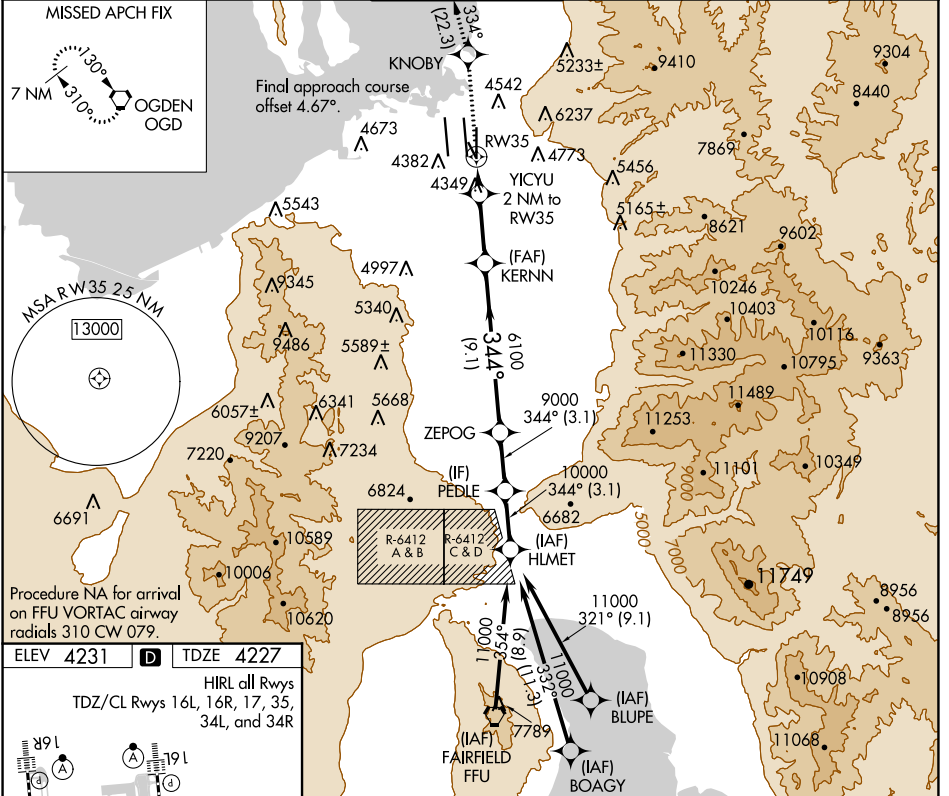 MISSED APCH FIX
130°
7 NM
310°
OGDEN
OGD
334°
(22.3)
KNOBY
Final approach course
offset 4.67°.
5233±
9410
9304
8440
4542
6237
4673
RW35
7869
4382
4773
4349
YICYU
2 NM to
RW35
5456
5165±
8621
5543
9602
(FAF)
KERNN
4997
10246
9345
MSA RW35 25 NM
13000
5340
10403
10116
9486
5589±
6100
344°
(9.1)
11330
10795
9363
11489
6057±
6341
5668
9000
344° (3.1)
11253
ZEPOG
9207
7234
7220
(IF)
PEDLE
10000
344° (3.1)
11101
9000
10349
6824
6682
6691
5000
7000
R-6412
A & B
R-6412
C & D
(IAF)
HLMET
10589
10006
11749
10620
8956
8956
Procedure NA for arrival
on FFU VORTAC airway
radials 310 CW 079.
11000
321° (9.1)
11000
354°
(8.9)
11000
332°
(11.3)
ELEV 4231
D
TDZE 4227
HIRL all Rwys
TDZ/CL Rwys 16L, 16R, 17, 35,
34L, and 34R
10908
(IAF)
BLUPE
7789
(IAF)
FAIRFIELD
FFU
11068
(IAF)
BOAGY
16R
A
P
A
16L
P